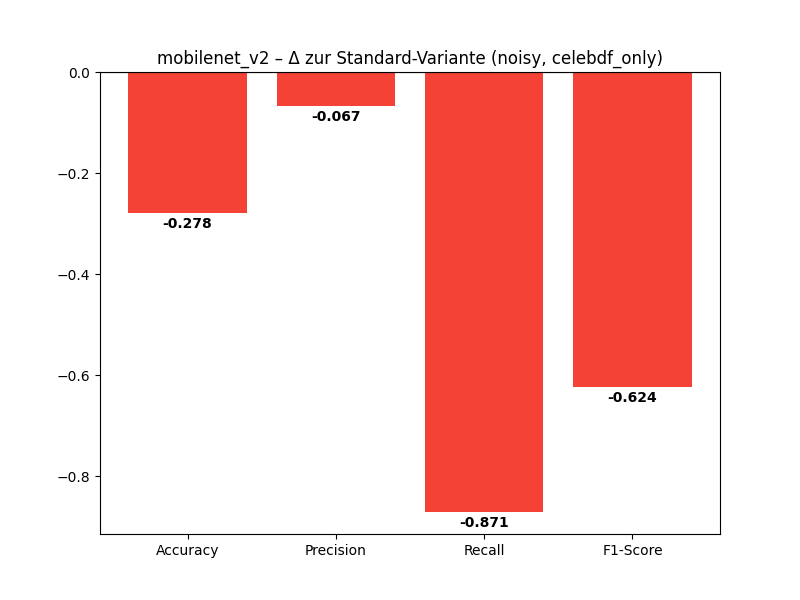 mobilenet_v2 – Δ zur Standard-Variante (noisy, celebdf_only)
0.0
−0.2
−0.4
−0.6
−0.8
-0.278
-0.067
-0.871
-0.624
Accuracy
Precision
Recall
F1-Score